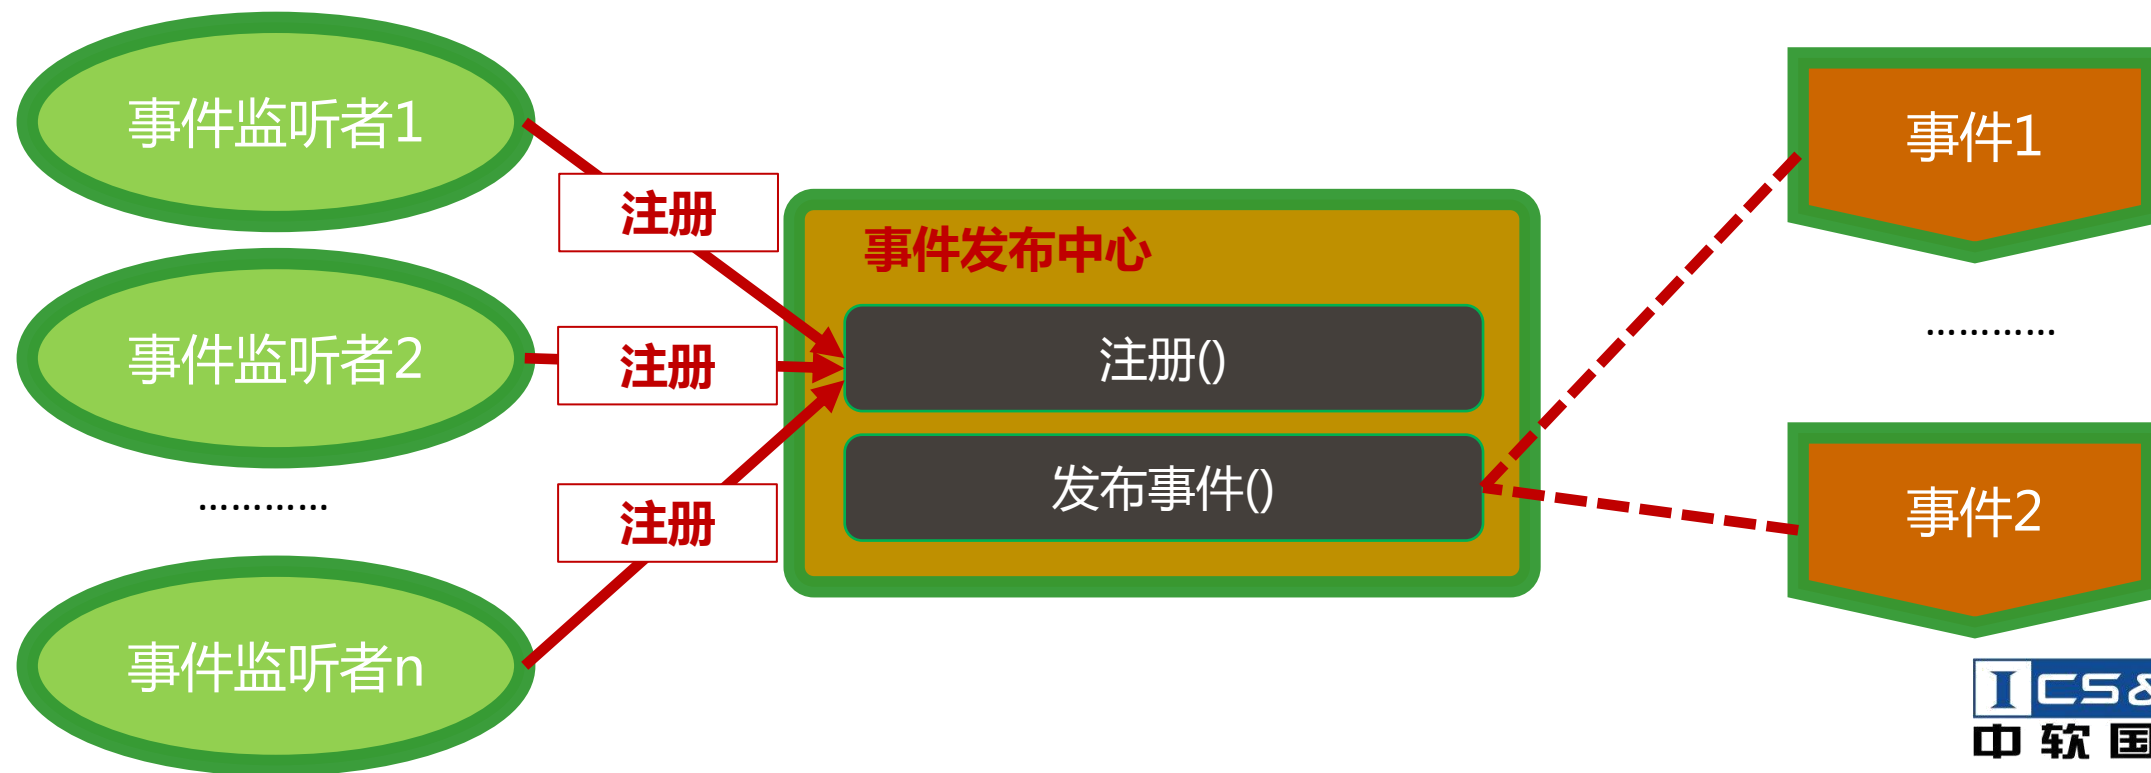 事件监听者1
事件监听者2
…………
事件监听者n
注册
注册
注册
事件发布中心
注册()
发布事件()
事件1
…………
事件2
ICS&
中软国